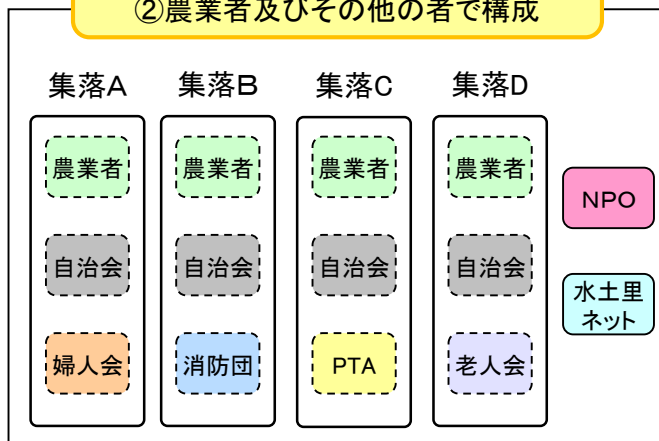 ②農業者及びその他の者で構成
集落A 集落B 集落C 集落D
農業者 農業者 農業者 農業者
NPO
自治会 自治会 自治会 自治会
水土里
ネット
婦人会 消防団 PTA 老人会